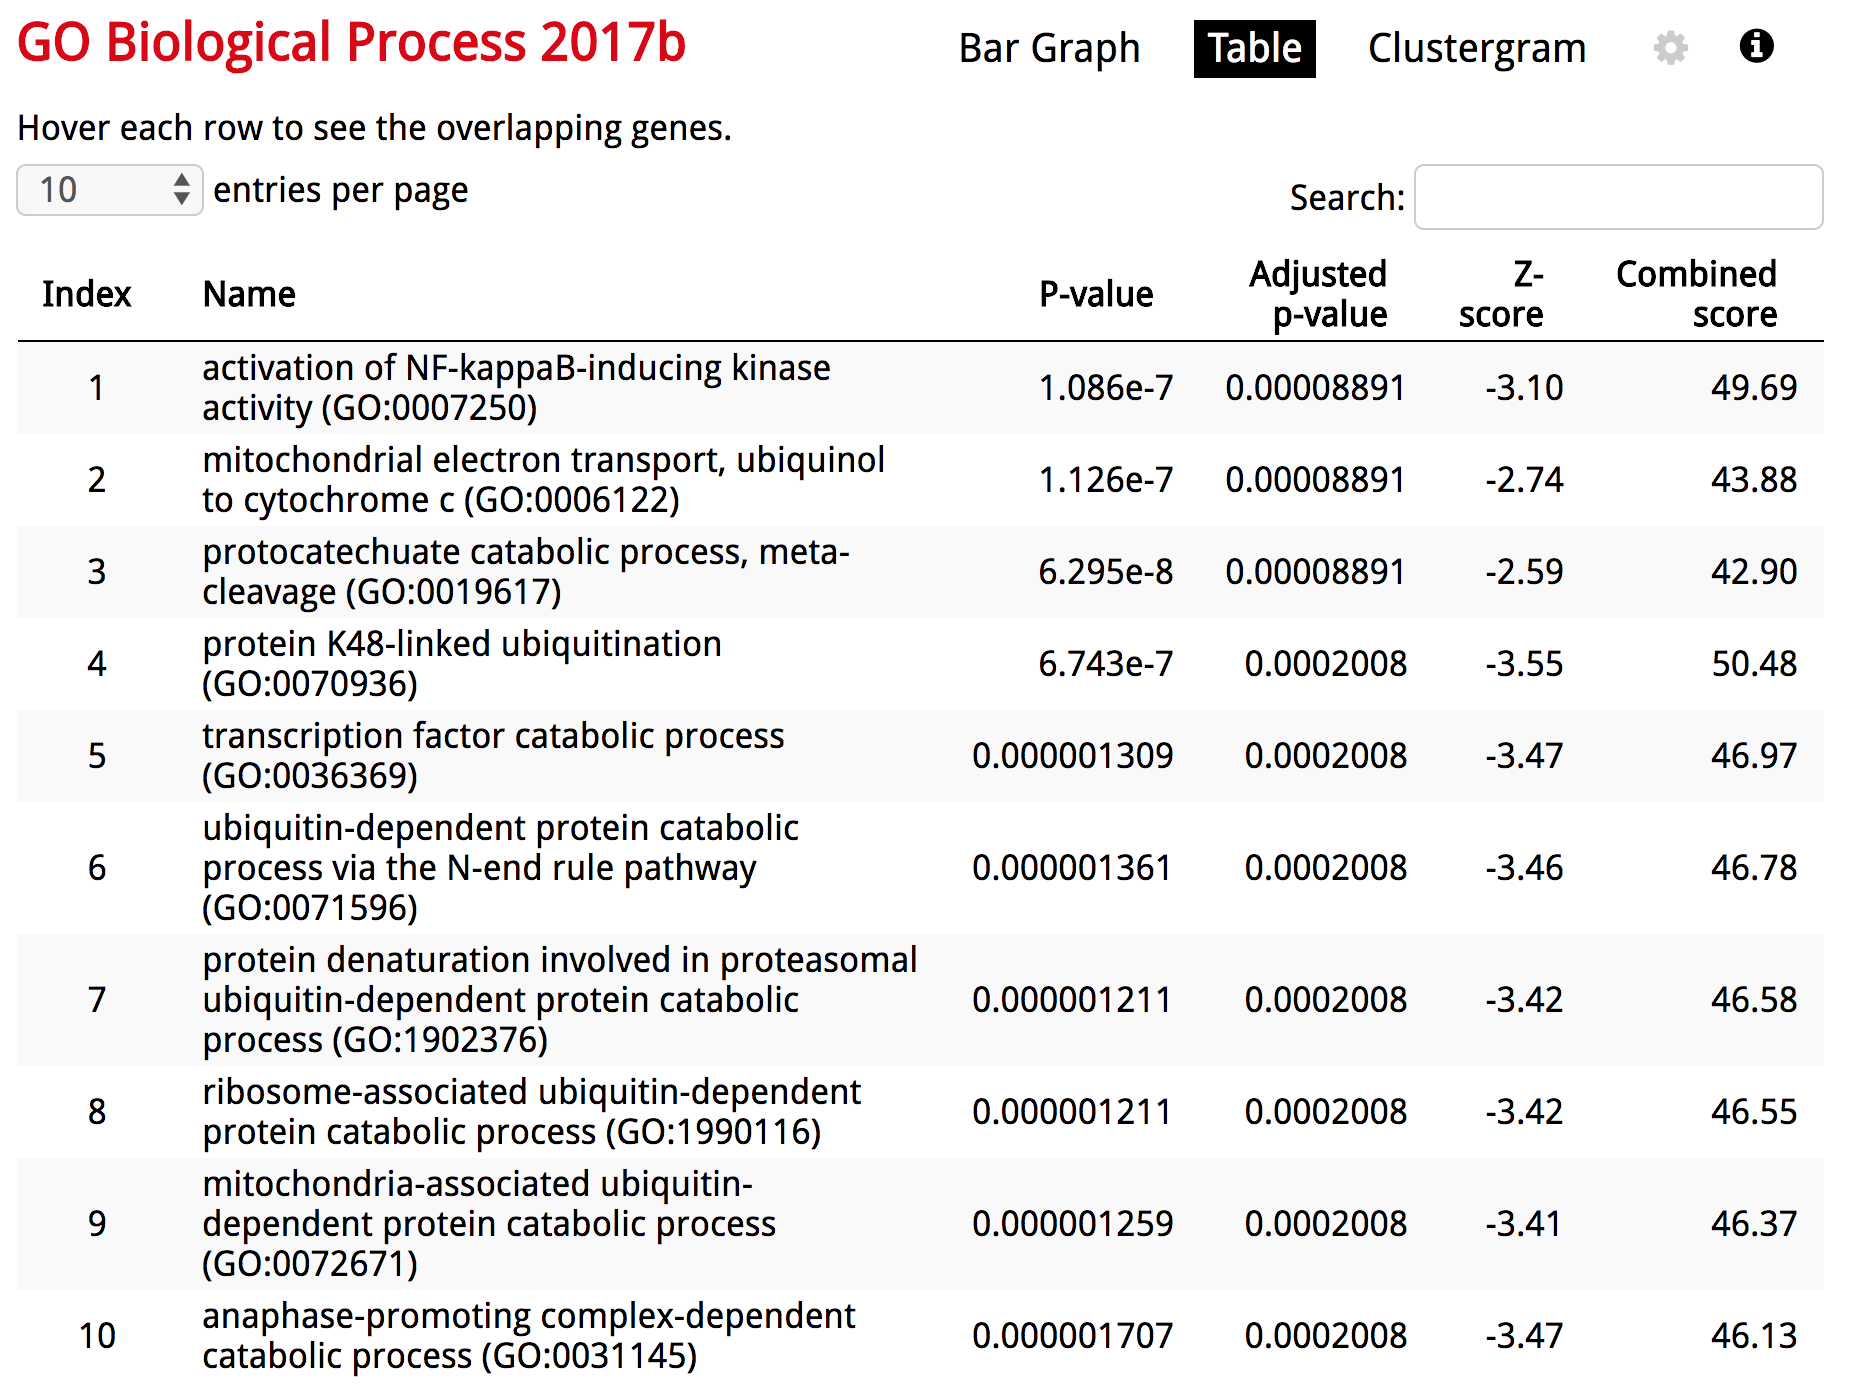 GO Biological Process 2017b
Bar Graph Table Clustergram
Hover each row to see the overlapping genes.
10 entries per page
Search:
Index Name P-value Adjusted p-value Z-score Combined score
1 activation of NF-kappaB-inducing kinase activity (GO:0007250) 1.086e-7 0.00008891 -3.10 49.69
2 mitochondrial electron transport, ubiquinol to cytochrome c (GO:0006122) 1.126e-7 0.00008891 -2.74 43.88
3 protocatechuate catabolic process, meta-cleavage (GO:0019617) 6.295e-8 0.00008891 -2.59 42.90
4 protein K48-linked ubiquitination (GO:0070936) 6.743e-7 0.0002008 -3.55 50.48
5 transcription factor catabolic process (GO:0036369) 0.000001309 0.0002008 -3.47 46.97
6 ubiquitin-dependent protein catabolic process via the N-end rule pathway (GO:0071596) 0.000001361 0.0002008 -3.46 46.78
7 protein denaturation involved in proteasomal ubiquitin-dependent protein catabolic process (GO:1902376) 0.000001211 0.0002008 -3.42 46.58
8 ribosome-associated ubiquitin-dependent protein catabolic process (GO:1990116) 0.000001211 0.0002008 -3.42 46.55
9 mitochondria-associated ubiquitin-dependent protein catabolic process (GO:0072671) 0.000001259 0.0002008 -3.41 46.37
10 anaphase-promoting complex-dependent catabolic process (GO:0031145) 0.000001707 0.0002008 -3.47 46.13